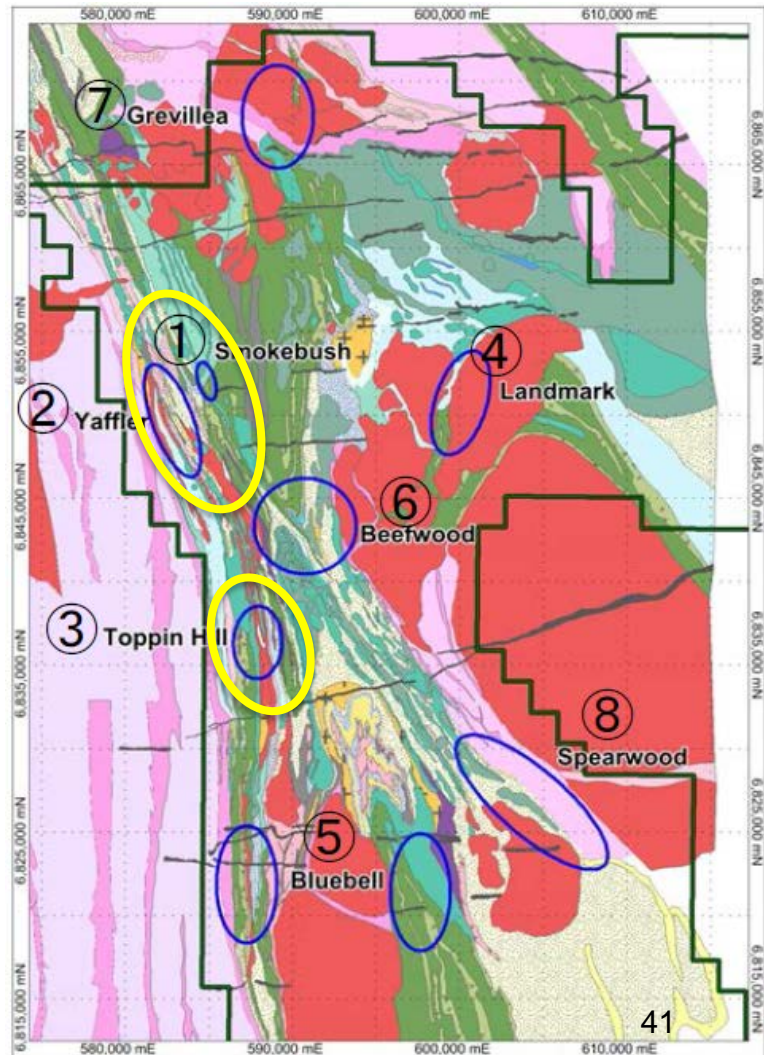 580,000 mE
590,000 mE
600,000 mE
610,000 mE
6,865,000 mN
6,855,000 mN
6,845,000 mN
6,835,000 mN
6,825,000 mN
6,815,000 mN
6,865,000 mN
6,855,000 mN
6,845,000 mN
6,835,000 mN
6,825,000 mN
6,815,000 mN
7 Grevillea
1 Smokebush
4 Landmark
2 Yaffler
6 Beefwood
3 Toppin Hill
8 Spearwood
5 Bluebell
41
580,000 mE
590,000 mE
600,000 mE
610,000 mE